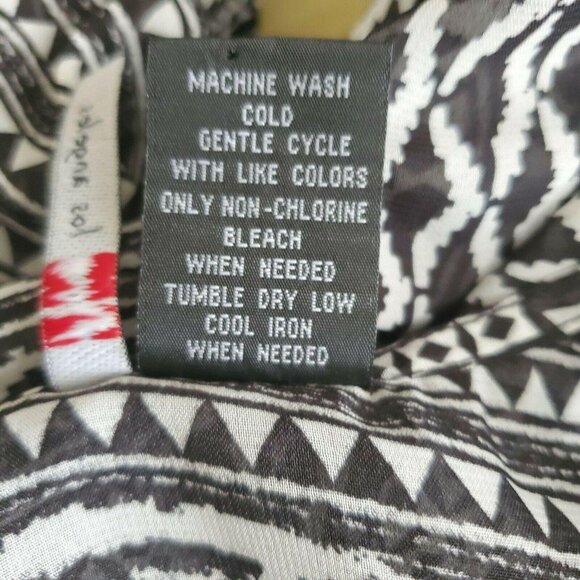 MACHINE WASH
COLD
GENTLE CYCLE
WITH LIKE COLORS
ONLY NON-CHLORINE
BLEACH
WHEN NEEDED
TUMBLE DRY LOW
COOL IRON
WHEN NEEDED